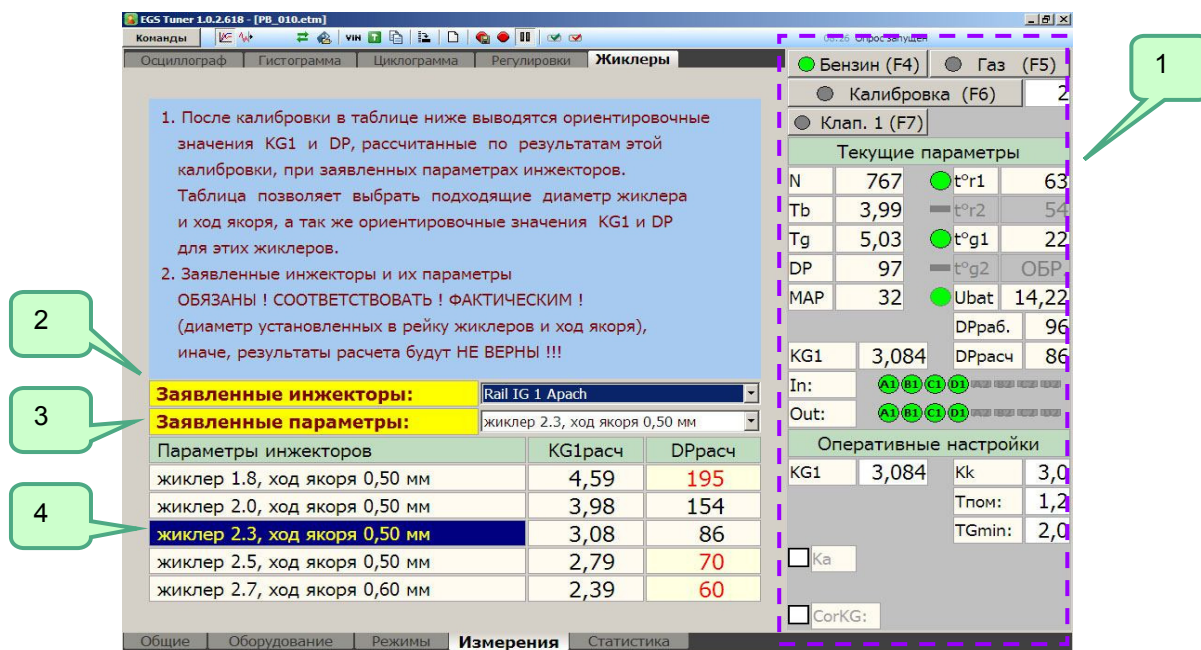 EGS Tuner 1.0.2.618 - [PB_010.etm]
Команды VIN Опрос запущен
Осциллограф Гистограмма Циклограмма Регулировки Жиклеры
1. После калибровки в таблице ниже выводятся ориентировочные
значения KG1 и DP, рассчитанные по результатам этой
калибровки, при заявленных параметрах инжекторов.
Таблица позволяет выбрать подходящие диаметр жиклера
и ход якоря, а так же ориентировочные значения KG1 и DP
для этих жиклеров.
2. Заявленные инжекторы и их параметры
ОБЯЗАНЫ ! СООТВЕТСТВОВАТЬ ! ФАКТИЧЕСКИМ !
(диаметр установленных в рейку жиклеров и ход якоря),
иначе, результаты расчета будут НЕ ВЕРНЫ !!!
Заявленные инжекторы: Rail IG 1 Apach
Заявленные параметры: жиклер 2.3, ход якоря 0,50 мм
Параметры инжекторов KG1расч DPрасч
жиклер 1.8, ход якоря 0,50 мм 4,59 195
жиклер 2.0, ход якоря 0,50 мм 3,98 154
жиклер 2.3, ход якоря 0,50 мм 3,08 86
жиклер 2.5, ход якоря 0,50 мм 2,79 70
жиклер 2.7, ход якоря 0,60 мм 2,39 60
Общие Оборудование Режимы Измерения Статистика
Бензин (F4) Газ (F5)
Калибровка (F6) 2
Клап. 1 (F7)
Текущие параметры
N 767 t°r1 63
Tb 3,99 t°r2 54
Tg 5,03 t°g1 22
DP 97 t°g2 ОБР.
MAP 32 Ubat 14,22
DPраб. 96
KG1 3,084 DPрасч 86
In: A1 B1 C1 D1
Out: A1 B1 C1 D1
Оперативные настройки
KG1 3,084 Kk 3,0
Tпом: 1,2
TGmin: 2,0
Ka
CorKG:
1
2
3
4